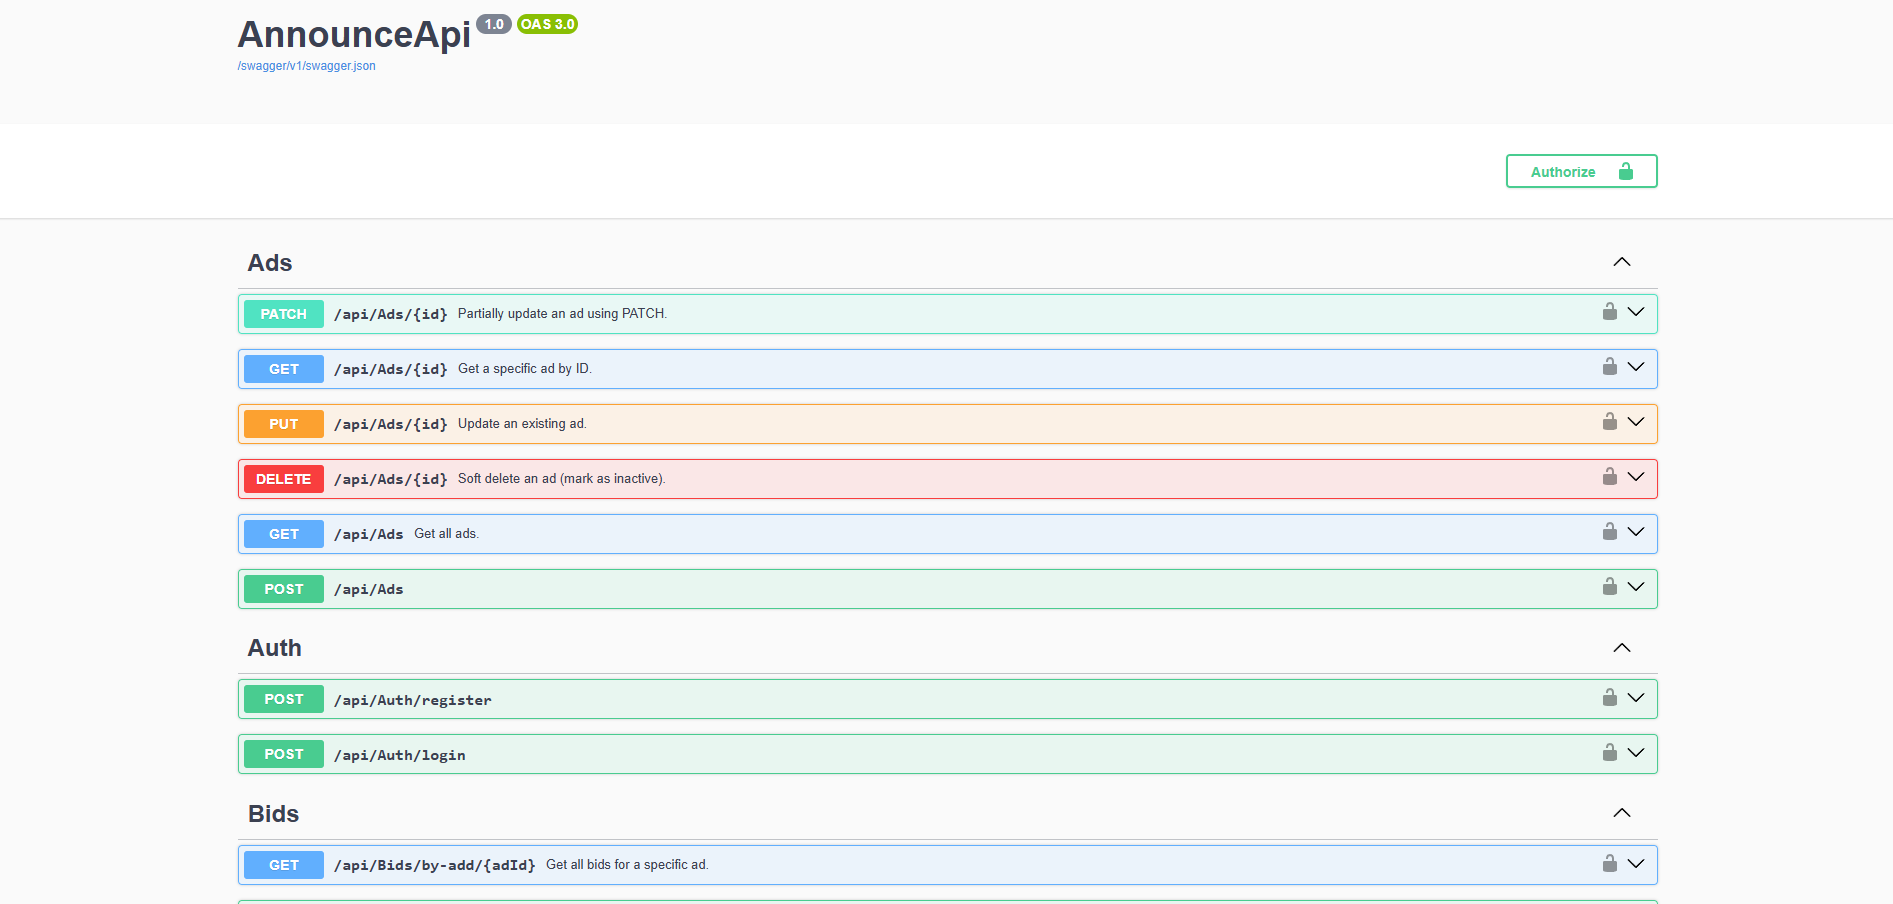 AnnounceApi 1.0 OAS 3.0
/swagger/v1/swagger.json
Authorize
Ads
PATCH /api/Ads/{id} Partially update an ad using PATCH.
GET /api/Ads/{id} Get a specific ad by ID.
PUT /api/Ads/{id} Update an existing ad.
DELETE /api/Ads/{id} Soft delete an ad (mark as inactive).
GET /api/Ads Get all ads.
POST /api/Ads
Auth
POST /api/Auth/register
POST /api/Auth/login
Bids
GET /api/Bids/by-add/{adId} Get all bids for a specific ad.